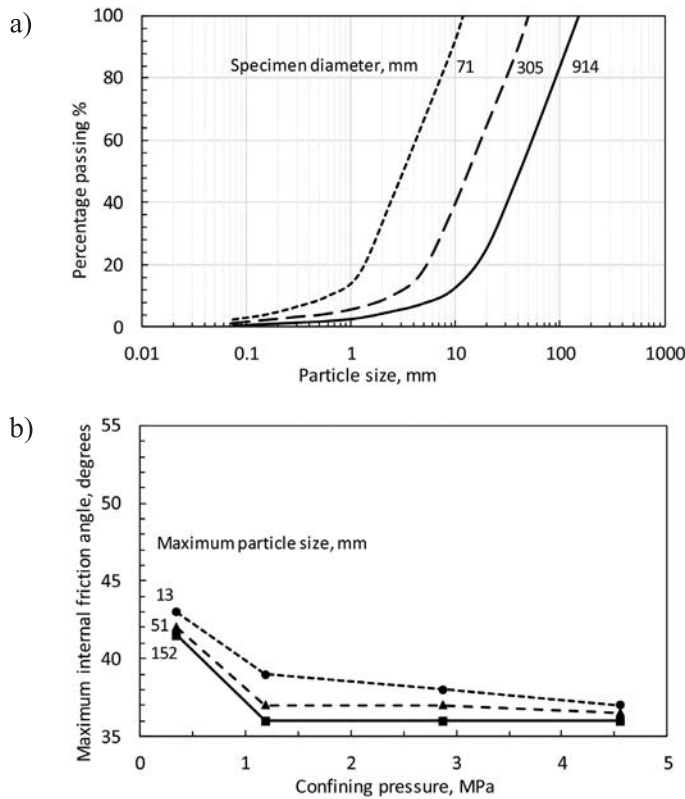 a)
100
80
60
40
20
0
Percentage passing %
Specimen diameter, mm 71 305 914
0.01 0.1 1 10 100 1000
Particle size, mm
b)
55
50
45
40
35
Maximum internal friction angle, degrees
Maximum particle size, mm
13
51
152
0 1 2 3 4 5
Confining pressure, MPa